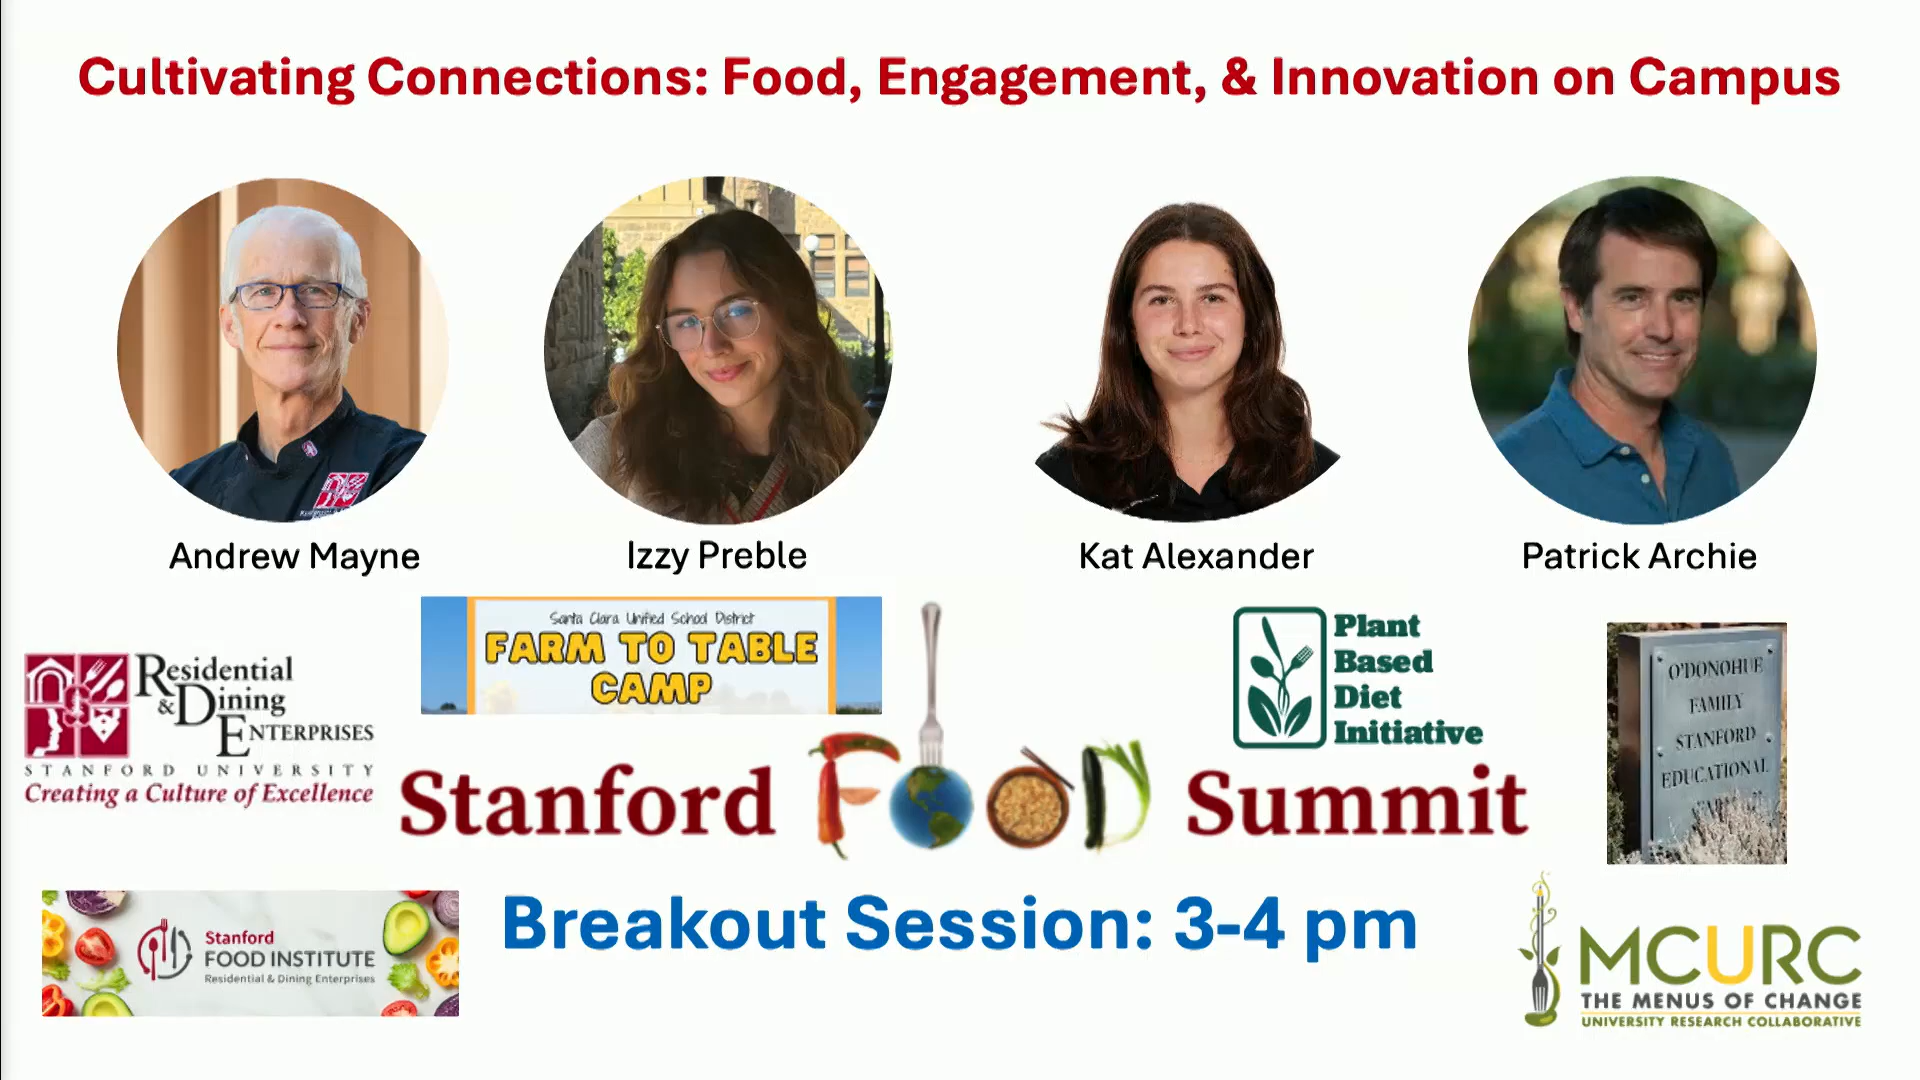 Cultivating Connections: Food, Engagement, & Innovation on Campus
Andrew Mayne
Izzy Preble
Kat Alexander
Patrick Archie
Santa Clara Unified School District
FARM TO TABLE
CAMP
Residential
& Dining
ENTERPRISES
STANFORD UNIVERSITY
Creating a Culture of Excellence
Plant
Based
Diet
Initiative
O'DONOHUE
FAMILY
STANFORD
EDUCATIONAL
Stanford FOOD Summit
Stanford
FOOD INSTITUTE
Residential & Dining Enterprises
Breakout Session: 3-4 pm
MCURC
THE MENUS OF CHANGE
UNIVERSITY RESEARCH COLLABORATIVE